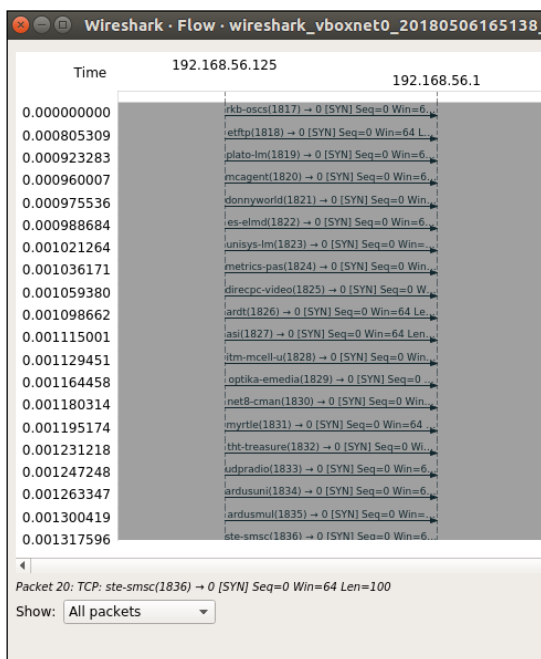 Wireshark · Flow · wireshark_vboxnet0_20180506165138_
Time 192.168.56.125 192.168.56.1
0.000000000 rkb-oscs(1817) → 0 [SYN] Seq=0 Win=6...
0.000805309 etftp(1818) → 0 [SYN] Seq=0 Win=64 L...
0.000923283 plato-lm(1819) → 0 [SYN] Seq=0 Win=6...
0.000960007 mcagent(1820) → 0 [SYN] Seq=0 Win=6...
0.000975536 donnyworld(1821) → 0 [SYN] Seq=0 Win=6...
0.000988684 es-elmd(1822) → 0 [SYN] Seq=0 Win=6...
0.001021264 unisys-lm(1823) → 0 [SYN] Seq=0 Win=...
0.001036171 metrics-pas(1824) → 0 [SYN] Seq=0 Win...
0.001059380 direcpc-video(1825) → 0 [SYN] Seq=0 W...
0.001098662 ardt(1826) → 0 [SYN] Seq=0 Win=64 Le...
0.001115001 asi(1827) → 0 [SYN] Seq=0 Win=64 Len...
0.001129451 itm-mcell-u(1828) → 0 [SYN] Seq=0 Win...
0.001164458 optika-emedia(1829) → 0 [SYN] Seq=0 ...
0.001180314 net8-cman(1830) → 0 [SYN] Seq=0 Win...
0.001195174 myrtle(1831) → 0 [SYN] Seq=0 Win=64 ...
0.001231218 tht-treasure(1832) → 0 [SYN] Seq=0 Wi...
0.001247248 udpradio(1833) → 0 [SYN] Seq=0 Win=6...
0.001263347 ardusuni(1834) → 0 [SYN] Seq=0 Win=6...
0.001300419 ardusmul(1835) → 0 [SYN] Seq=0 Win=...
0.001317596 ste-smsc(1836) → 0 [SYN] Seq=0 Win=6...
Packet 20: TCP: ste-smsc(1836) → 0 [SYN] Seq=0 Win=64 Len=100
Show: All packets